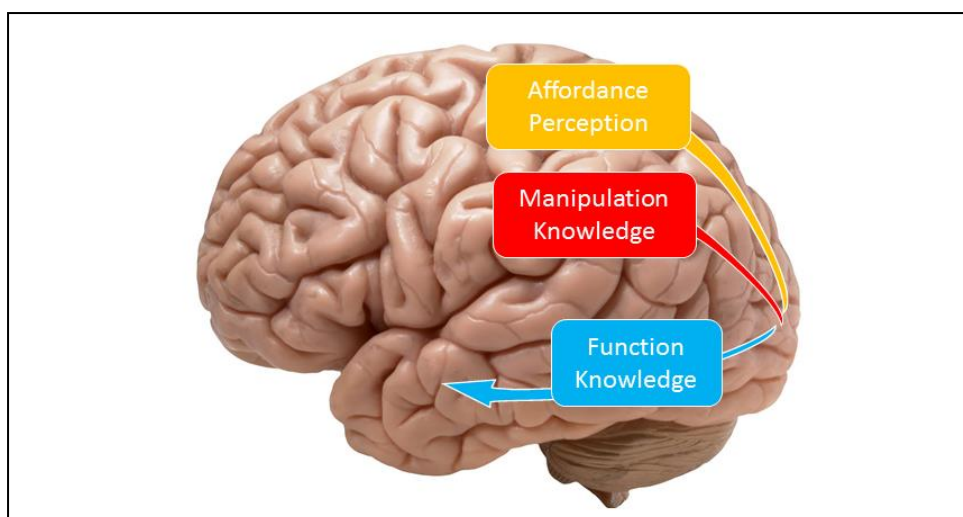 Affordance
Perception
Manipulation
Knowledge
Function
Knowledge